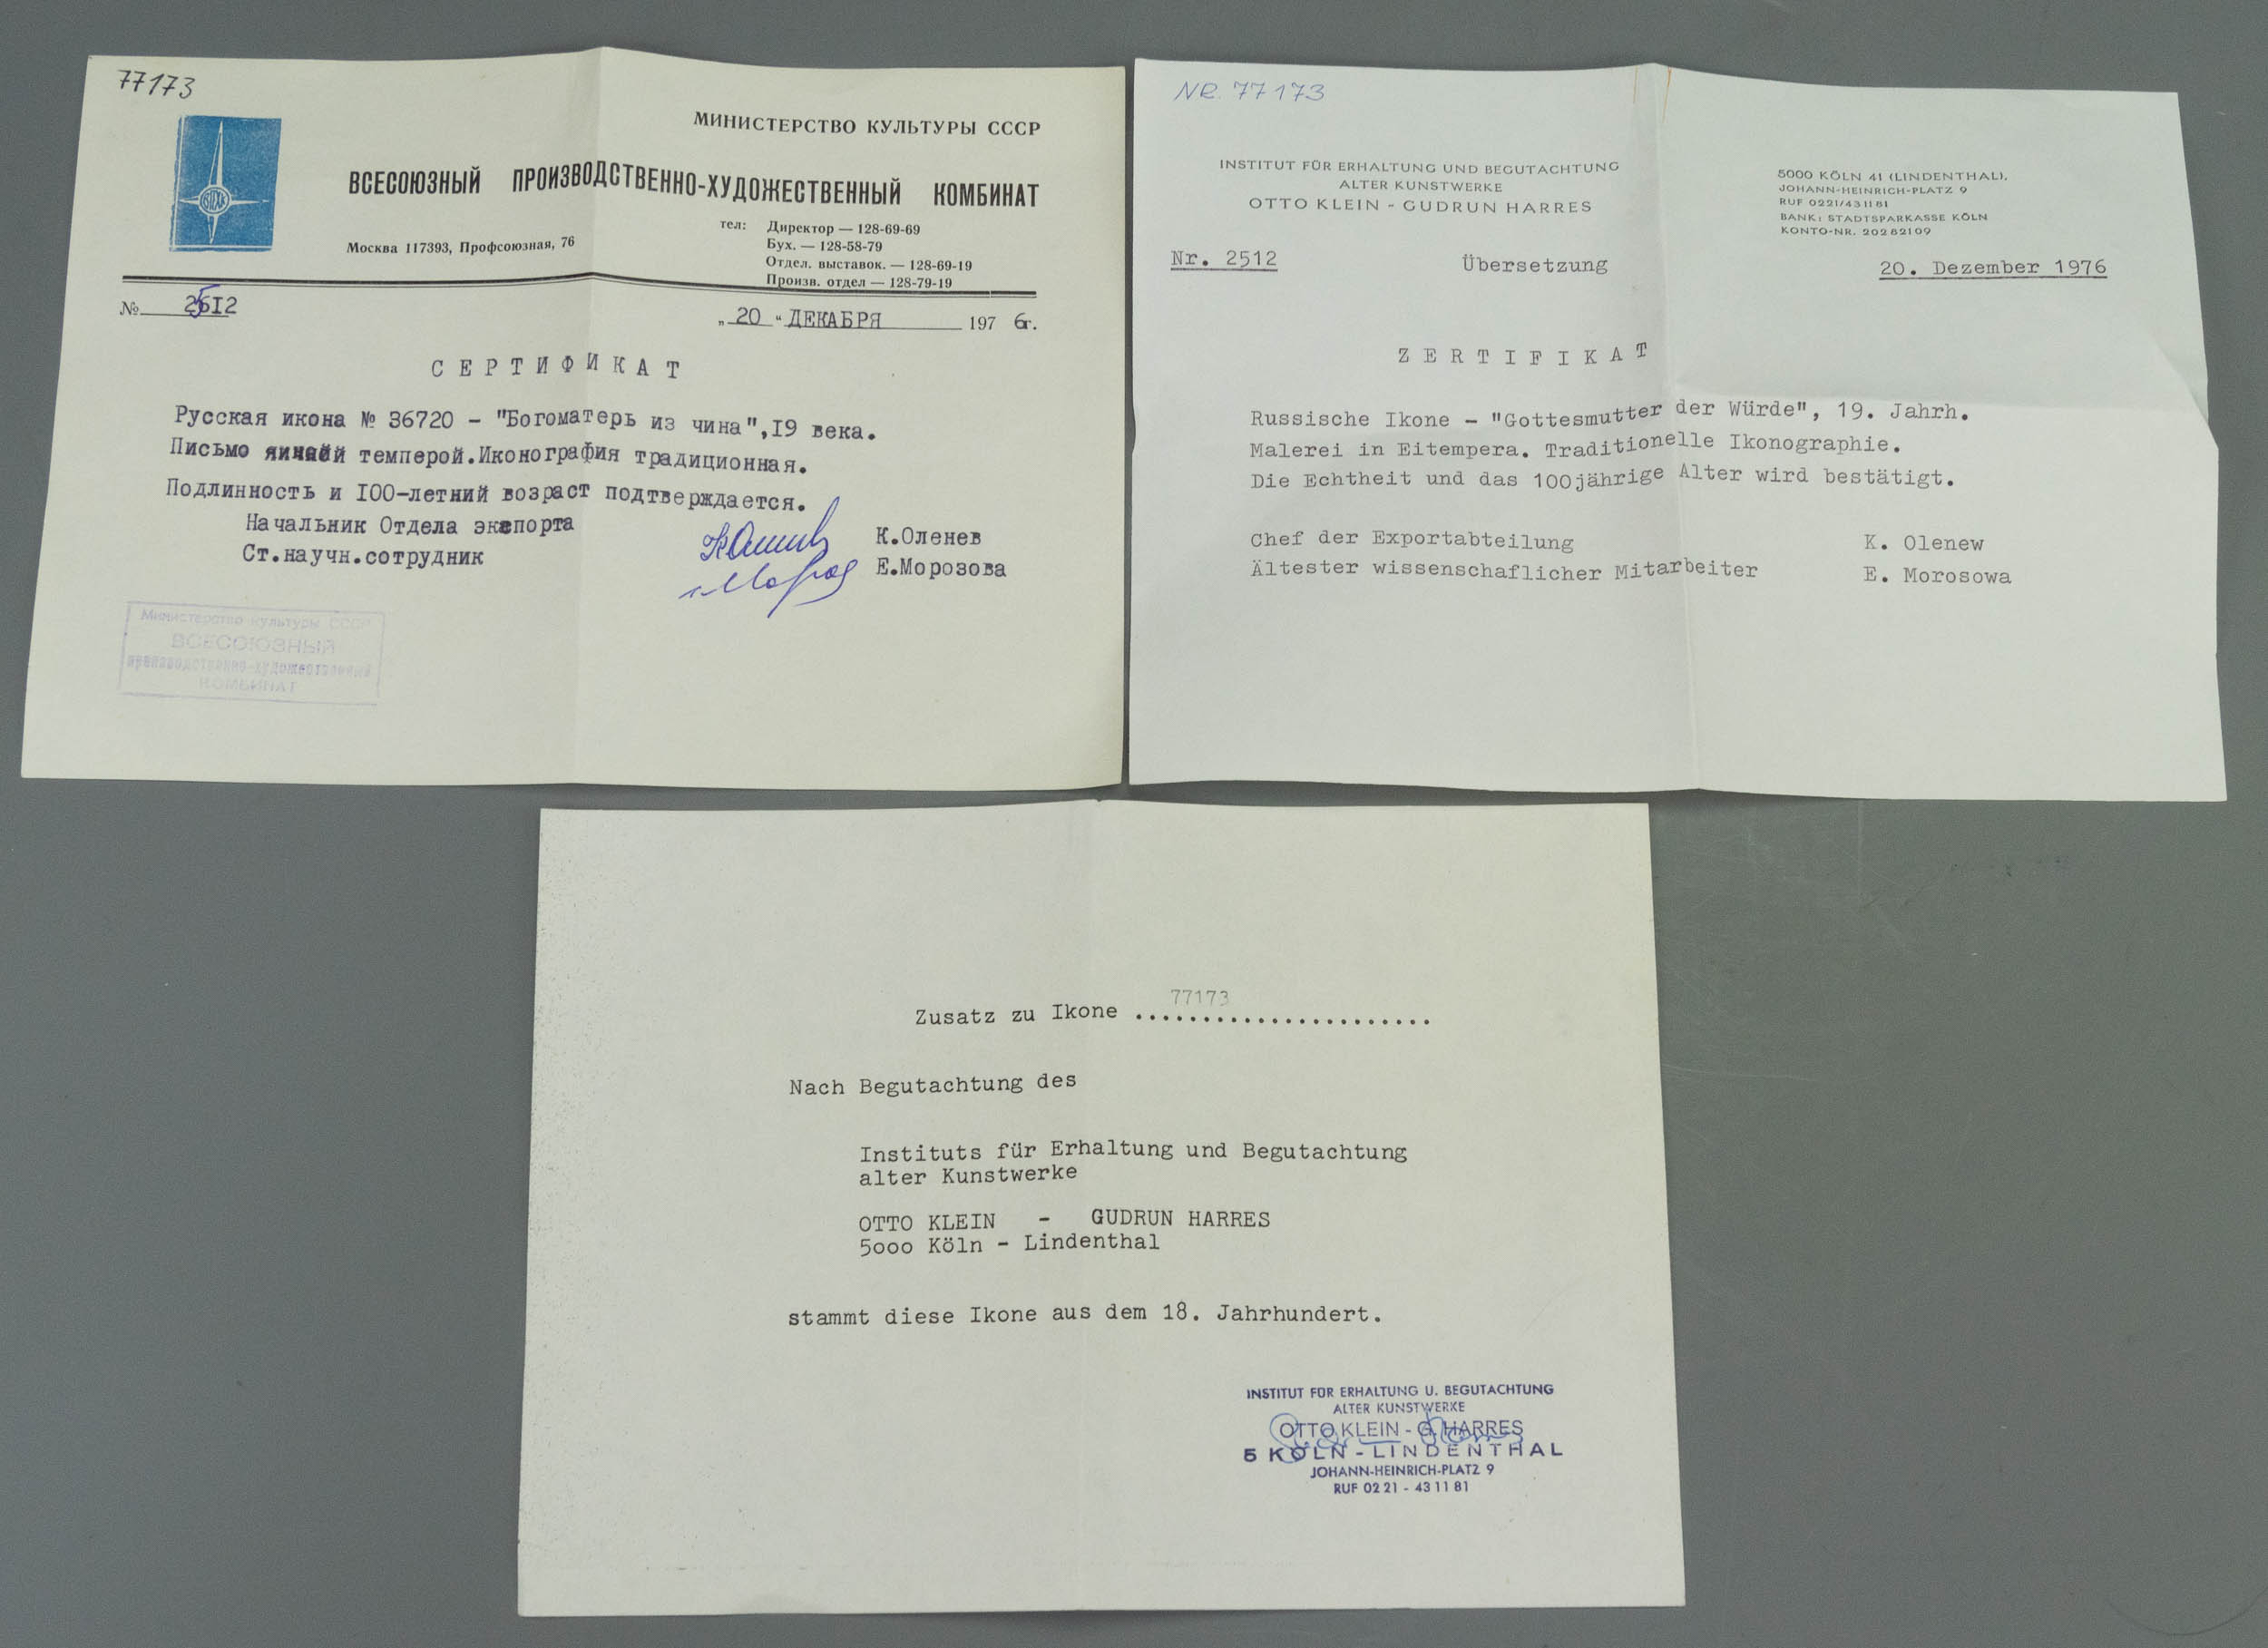 77173
МИНИСТЕРСТВО КУЛЬТУРЫ СССР
ВСЕСОЮЗНЫЙ ПРОИЗВОДСТВЕННО-ХУДОЖЕСТВЕННЫЙ КОМБИНАТ
Москва 117393, Профсоюзная, 76
тел: Директор — 128-69-69
Бух. — 128-58-79
Отдел. выставок. — 128-69-19
Произв. отдел — 128-79-19
№ 25I2
„ 20 “ ДЕКАБРЯ 197 6г.
СЕРТИФИКАТ
Русская икона № 36720 – "Богоматерь из чина",I9 века.
Письмо темперой.Иконография традиционная.
Подлинность и I00-летний возраст подтверждается.
Начальник Отдела экспорта К.Оленев
Ст.научн.сотрудник Е.Морозова
Министерство культуры СССР
ВСЕСОЮЗНЫЙ
производственно-художественный
КОМБИНАТ
NR. 77173
INSTITUT FÜR ERHALTUNG UND BEGUTACHTUNG
ALTER KUNSTWERKE
OTTO KLEIN - GUDRUN HARRES
5000 KÖLN 41 (LINDENTHAL),
JOHANN-HEINRICH-PLATZ 9
RUF 0221/431181
BANK: STADTSPARKASSE KÖLN
KONTO-NR. 20282109
Nr. 2512 Übersetzung 20. Dezember 1976
ZERTIFIKAT
Russische Ikone – "Gottesmutter der Würde", 19. Jahrh.
Malerei in Eitempera. Traditionelle Ikonographie.
Die Echtheit und das 100jährige Alter wird bestätigt.
Chef der Exportabteilung K. Olenew
Ältester wissenschaflicher Mitarbeiter E. Morosowa
Zusatz zu Ikone 77173......................
Nach Begutachtung des
Instituts für Erhaltung und Begutachtung
alter Kunstwerke
OTTO KLEIN – GUDRUN HARRES
5000 Köln – Lindenthal
stammt diese Ikone aus dem 18. Jahrhundert.
INSTITUT FÜR ERHALTUNG U. BEGUTACHTUNG
ALTER KUNSTWERKE
OTTO KLEIN - G. HARRES
5 KÖLN - LINDENTHAL
JOHANN-HEINRICH-PLATZ 9
RUF 02 21 - 43 11 81